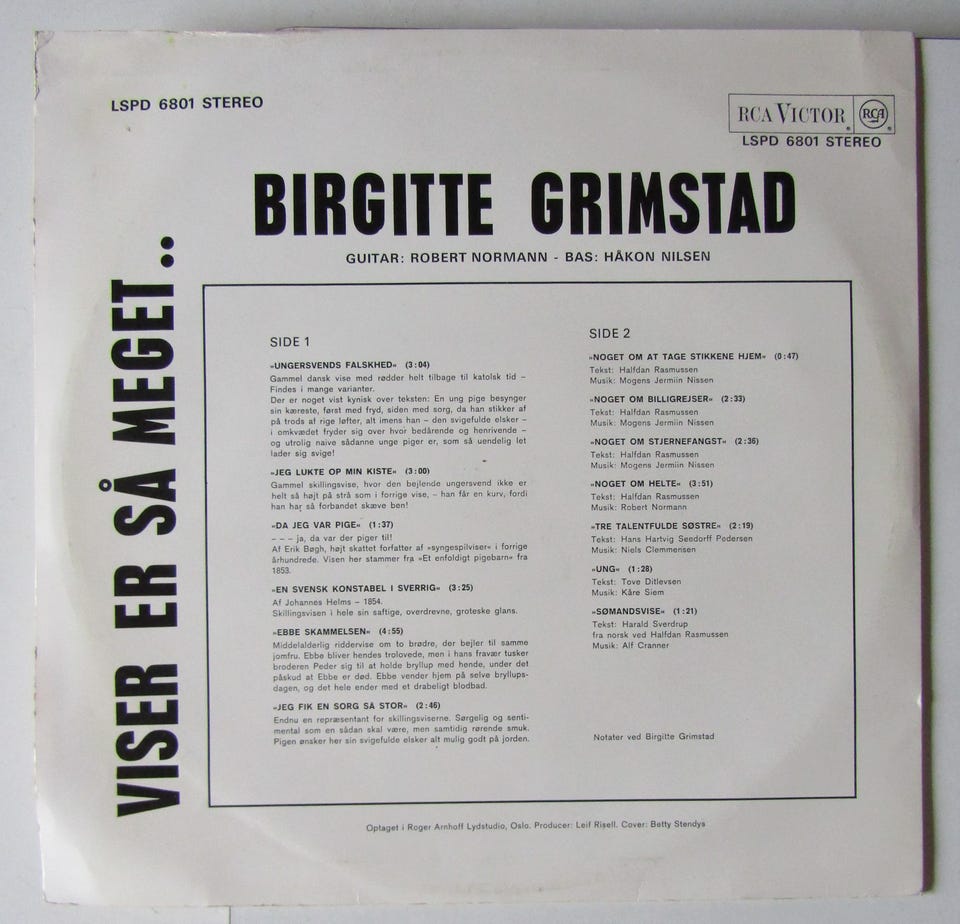 LSPD 6801 STEREO
RCA VICTOR RCA
LSPD 6801 STEREO
BIRGITTE GRIMSTAD
GUITAR: ROBERT NORMANN - BAS: HÅKON NILSEN
VISER ER SÅ MEGET..
SIDE 1
»UNGERSVENDS FALSKHED« (3:04)
Gammel dansk vise med rødder helt tilbage til katolsk tid –
Findes i mange varianter.
Der er noget vist kynisk over teksten: En ung pige besynger
sin kæreste, først med fryd, siden med sorg, da han stikker af
på trods af rige løfter, alt imens han – den svigefulde elsker –
i omkvædet fryder sig over hvor bedårende og henrivende –
og utrolig naive sådanne unge piger er, som så uendelig let
lader sig svige!
»JEG LUKTE OP MIN KISTE« (3:00)
Gammel skillingsvise, hvor den bejlende ungersvend ikke er
helt så højt på strå som i forrige vise, – han får en kurv, fordi
han har så forbandet skæve ben!
»DA JEG VAR PIGE« (1:37)
– – – ja, da var der piger til!
Af Erik Bøgh, højt skattet forfatter af »syngespilviser« i forrige
århundrede. Visen her stammer fra »Et enfoldigt pigebarn« fra
1853.
»EN SVENSK KONSTABEL I SVERRIG« (3:25)
Af Johannes Helms – 1854.
Skillingsvisen i hele sin saftige, overdrevne, groteske glans.
»EBBE SKAMMELSEN« (4:55)
Middelalderlig riddervise om to brødre, der bejler til samme
jomfru. Ebbe bliver hendes trolovede, men i hans fravær tusker
broderen Peder sig til at holde bryllup med hende, under det
påskud at Ebbe er død. Ebbe vender hjem på selve bryllups-
dagen, og det hele ender med et drabeligt blodbad.
»JEG FIK EN SORG SÅ STOR« (2:46)
Endnu en repræsentant for skillingsviserne. Sørgelig og senti-
mental som en sådan skal være, men samtidig rørende smuk.
Pigen ønsker her sin svigefulde elsker alt mulig godt på jorden.
SIDE 2
»NOGET OM AT TAGE STIKKENE HJEM« (0:47)
Tekst: Halfdan Rasmussen
Musik: Mogens Jermiin Nissen
»NOGET OM BILLIGREJSER« (2:33)
Tekst: Halfdan Rasmussen
Musik: Mogens Jermiin Nissen
»NOGET OM STJERNEFANGST« (2:36)
Tekst: Halfdan Rasmussen
Musik: Mogens Jermiin Nissen
»NOGET OM HELTE« (3:51)
Tekst: Halfdan Rasmussen
Musik: Robert Normann
»TRE TALENTFULDE SØSTRE« (2:19)
Tekst: Hans Hartvig Seedorff Pedersen
Musik: Niels Clemmensen
»UNG« (1:28)
Tekst: Tove Ditlevsen
Musik: Kåre Siem
»SØMANDSVISE« (1:21)
Tekst: Harald Sverdrup
fra norsk ved Halfdan Rasmussen
Musik: Alf Cranner
Notater ved Birgitte Grimstad
Optaget i Roger Arnhoff Lydstudio, Oslo. Producer: Leif Risell. Cover: Betty Stendys